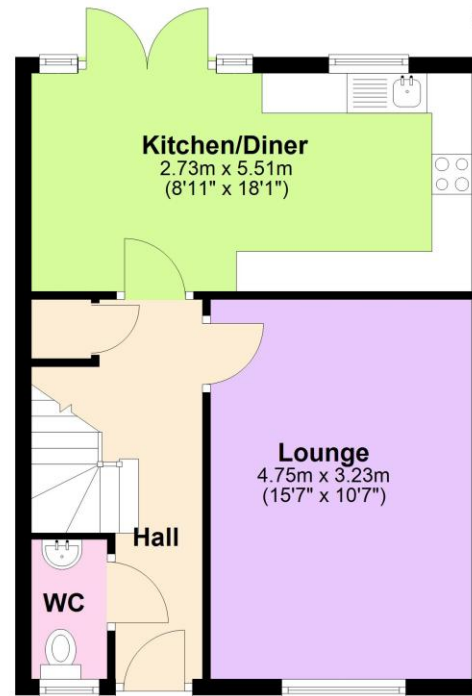 Kitchen/Diner
2.73m x 5.51m
(8'11" x 18'1")
Lounge
4.75m x 3.23m
(15'7" x 10'7")
Hall
WC